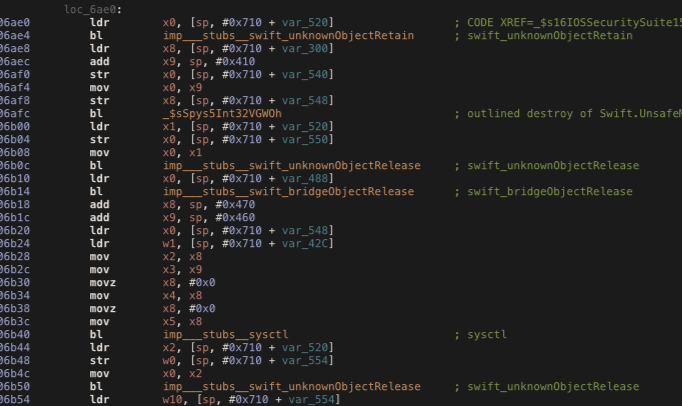 loc_6ae0:
06ae0 ldr x0, [sp, #0x710 + var_520] ; CODE XREF=_$s16IOSSecuritySuite15
06ae4 bl imp___stubs__swift_unknownObjectRetain ; swift_unknownObjectRetain
06ae8 ldr x8, [sp, #0x710 + var_300]
06aec add x9, sp, #0x410
06af0 str x0, [sp, #0x710 + var_540]
06af4 mov x0, x9
06af8 str x8, [sp, #0x710 + var_548]
06afc bl _$sSpys5Int32VGWOh ; outlined destroy of Swift.UnsafeM
06b00 ldr x1, [sp, #0x710 + var_520]
06b04 str x0, [sp, #0x710 + var_550]
06b08 mov x0, x1
06b0c bl imp___stubs__swift_unknownObjectRelease ; swift_unknownObjectRelease
06b10 ldr x0, [sp, #0x710 + var_488]
06b14 bl imp___stubs__swift_bridgeObjectRelease ; swift_bridgeObjectRelease
06b18 add x8, sp, #0x470
06b1c add x9, sp, #0x460
06b20 ldr x0, [sp, #0x710 + var_548]
06b24 ldr w1, [sp, #0x710 + var_42C]
06b28 mov x2, x8
06b2c mov x3, x9
06b30 movz x8, #0x0
06b34 mov x4, x8
06b38 movz x8, #0x0
06b3c mov x5, x8
06b40 bl imp___stubs__sysctl ; sysctl
06b44 ldr x2, [sp, #0x710 + var_520]
06b48 str w0, [sp, #0x710 + var_554]
06b4c mov x0, x2
06b50 bl imp___stubs__swift_unknownObjectRelease ; swift_unknownObjectRelease
06b54 ldr w10, [sp, #0x710 + var_554]